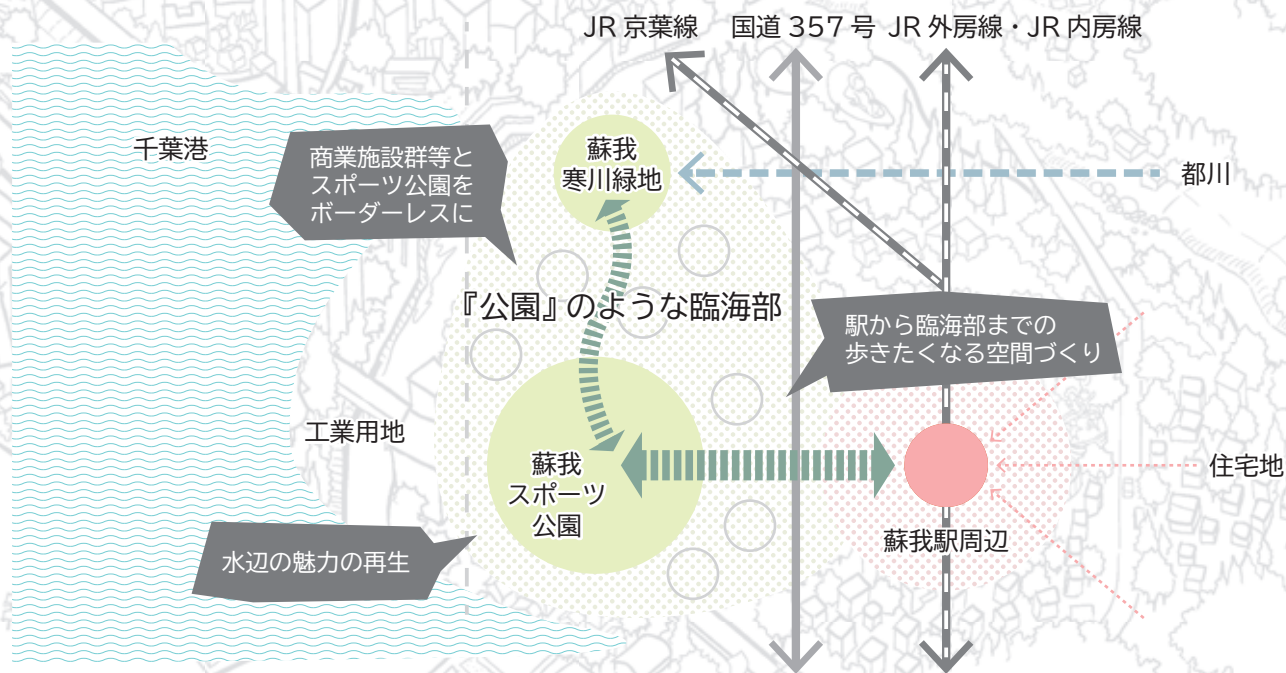 JR 京葉線
国道 357 号
JR 外房線・JR 内房線
千葉港
商業施設群等と
スポーツ公園を
ボーダーレスに
蘇我
寒川緑地
都川
『公園』のような臨海部
駅から臨海部までの
歩きたくなる空間づくり
工業用地
蘇我
スポーツ
公園
住宅地
蘇我駅周辺
水辺の魅力の再生